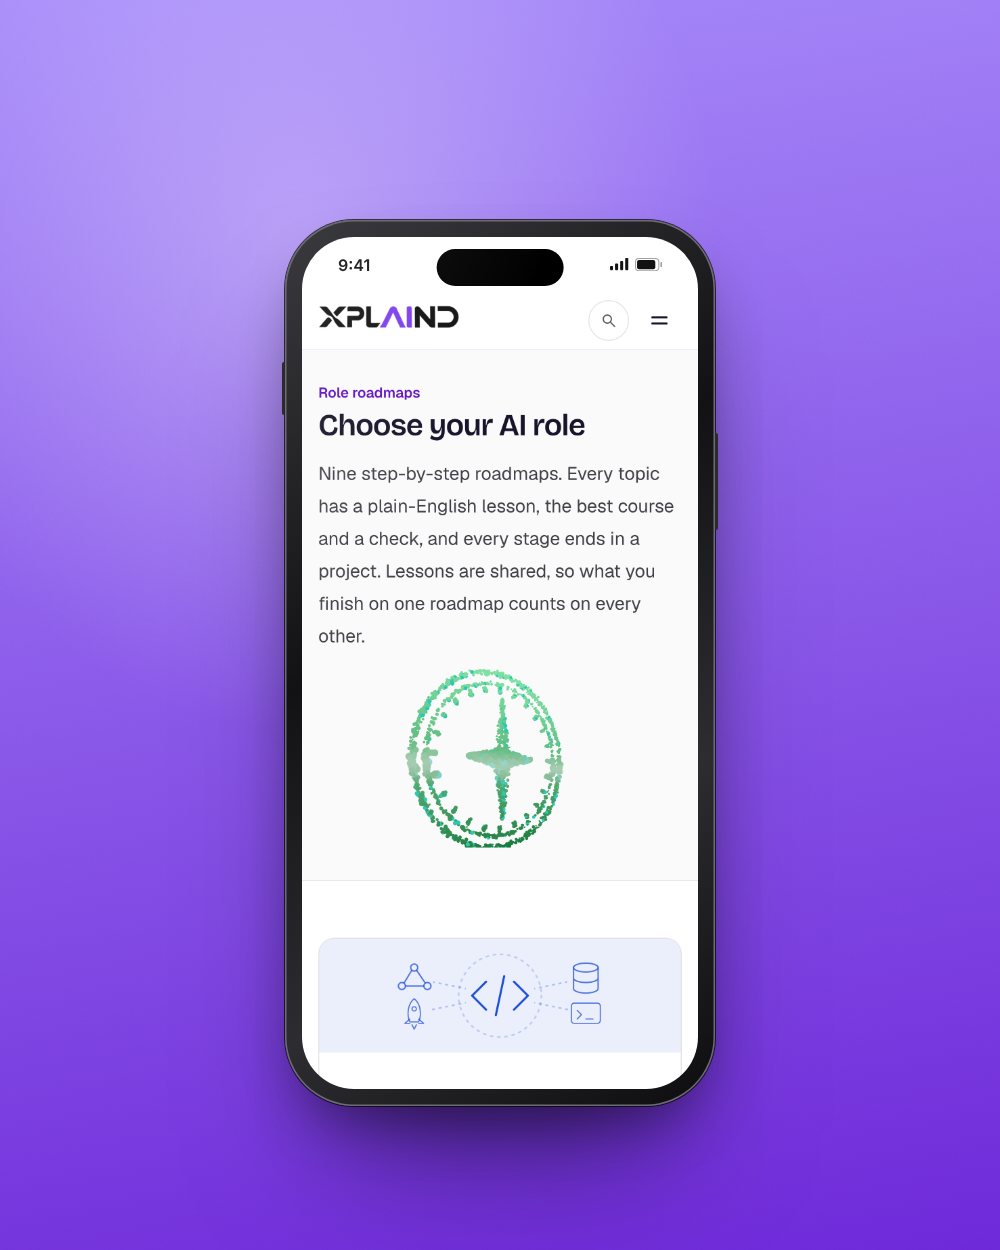 9:41
XPLAIND
Role roadmaps
Choose your AI role
Nine step-by-step roadmaps. Every topic
has a plain-English lesson, the best course
and a check, and every stage ends in a
project. Lessons are shared, so what you
finish on one roadmap counts on every
other.